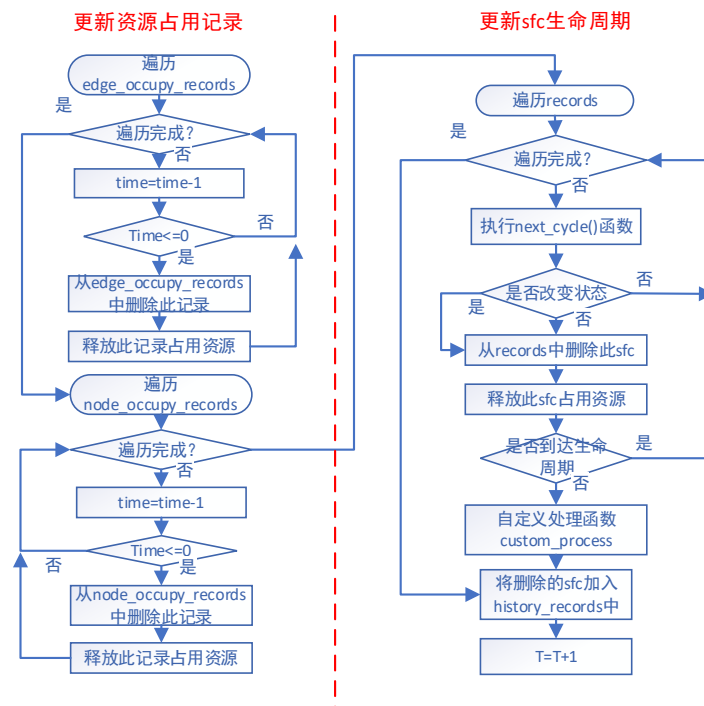 更新资源占用记录
遍历
edge_occupy_records
是
遍历完成？
否
time=time-1
否
Time<=0
是
从edge_occupy_records
中删除此记录
释放此记录占用资源
遍历
node_occupy_records
遍历完成？
否
time=time-1
Time<=0
否
是
从node_occupy_records
中删除此记录
释放此记录占用资源
更新sfc生命周期
遍历records
是
遍历完成？
否
执行next_cycle()函数
是否改变状态
否
是
否
从records中删除此sfc
释放此sfc占用资源
是否到达生命
周期
是
否
自定义处理函数
custom_process
将删除的sfc加入
history_records中
T=T+1